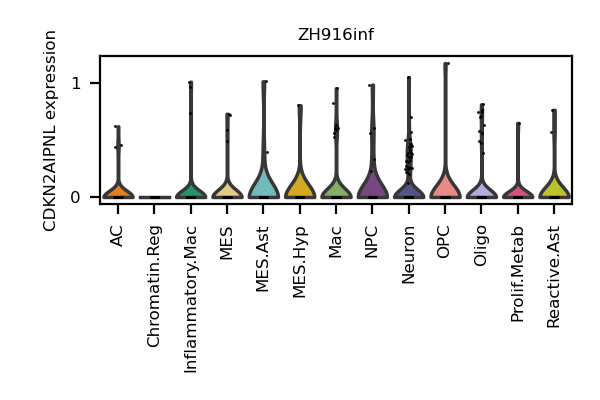 ZH916inf
CDKN2AIPNL expression
1
0
AC
Chromatin.Reg
Inflammatory.Mac
MES
MES.Ast
MES.Hyp
Mac
NPC
Neuron
OPC
Oligo
Prolif.Metab
Reactive.Ast